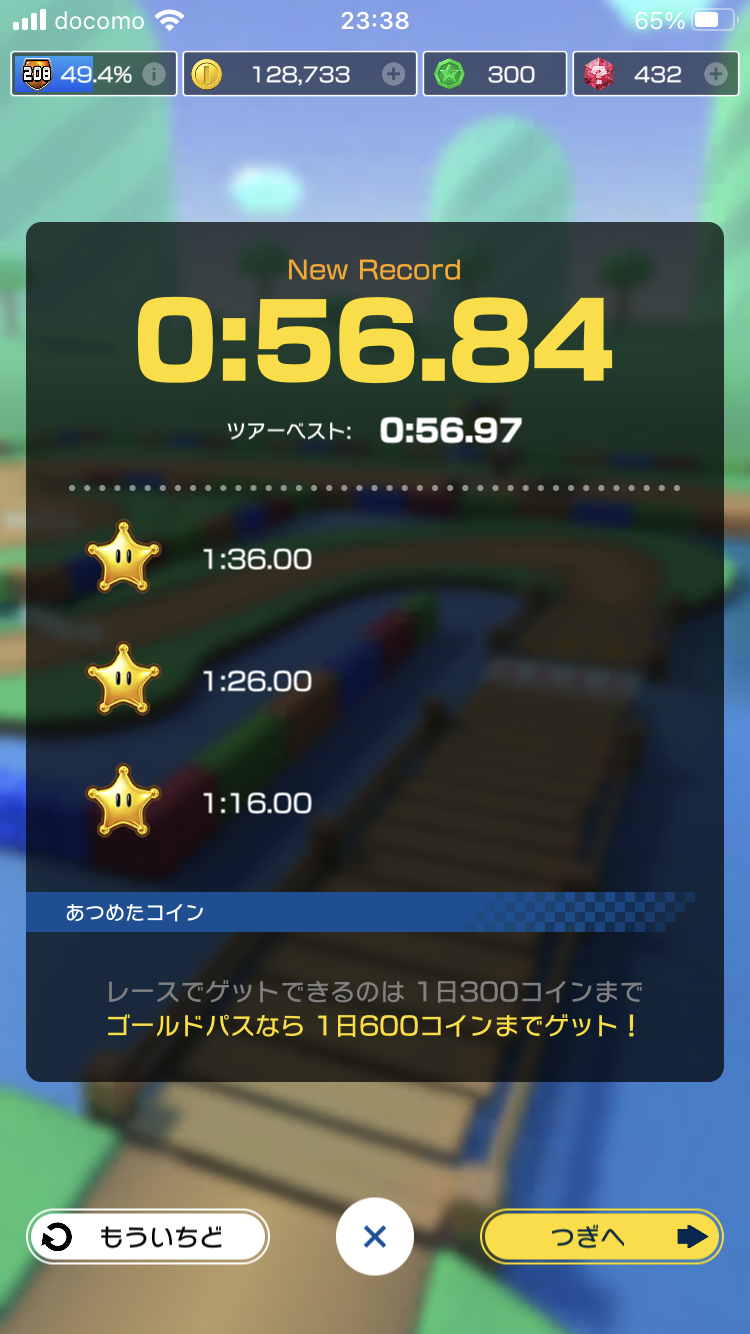 docomo 23:38 65%
208 49.4% 128,733 300 432
New Record
0:56.84
ツアーベスト: 0:56.97
1:36.00
1:26.00
1:16.00
あつめたコイン
レースでゲットできるのは 1日300コインまで
ゴールドパスなら 1日600コインまでゲット!
もういちど つぎへ